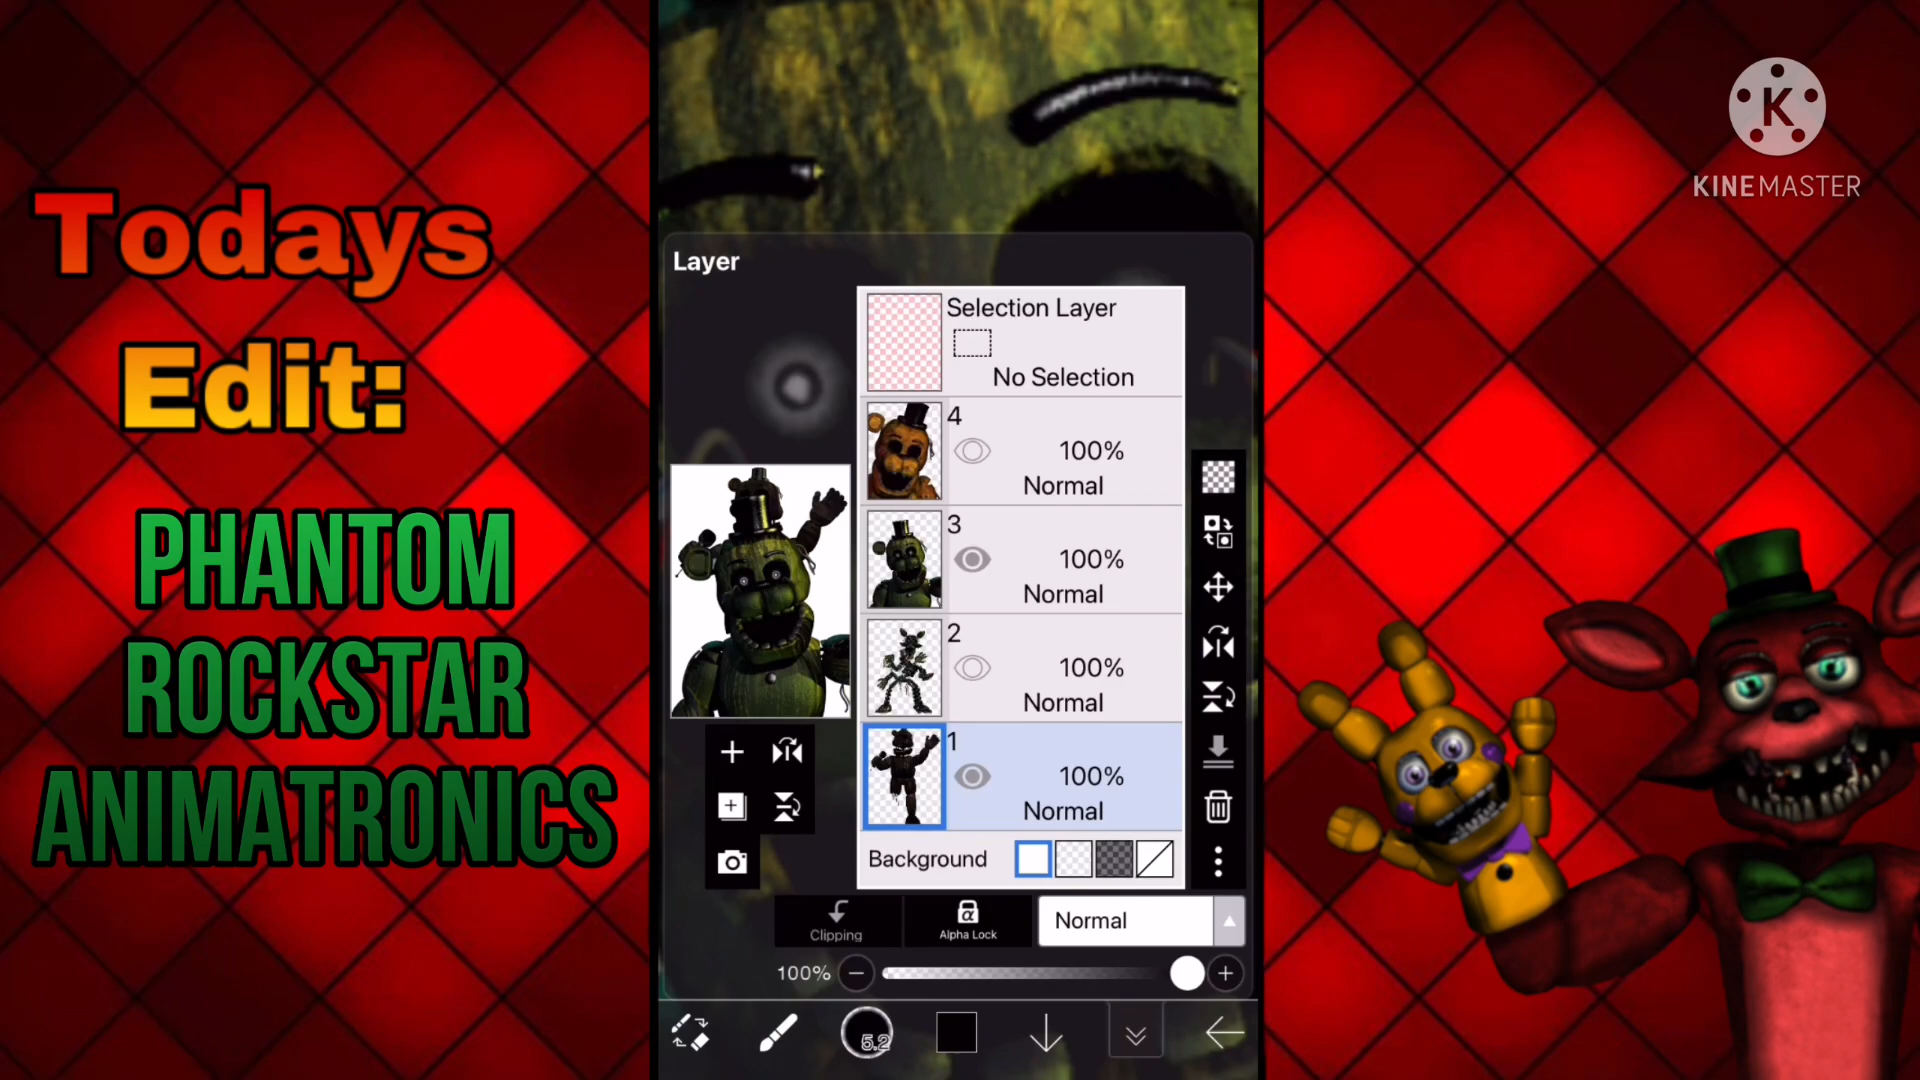 Todays
Edit:
PHANTOM
ROCKSTAR
ANIMATRONICS
Layer
Selection Layer
No Selection
4
100%
Normal
3
100%
Normal
2
100%
Normal
1
100%
Normal
Background
Clipping
α
Alpha Lock
Normal
100%
5.2
K
KINEMASTER